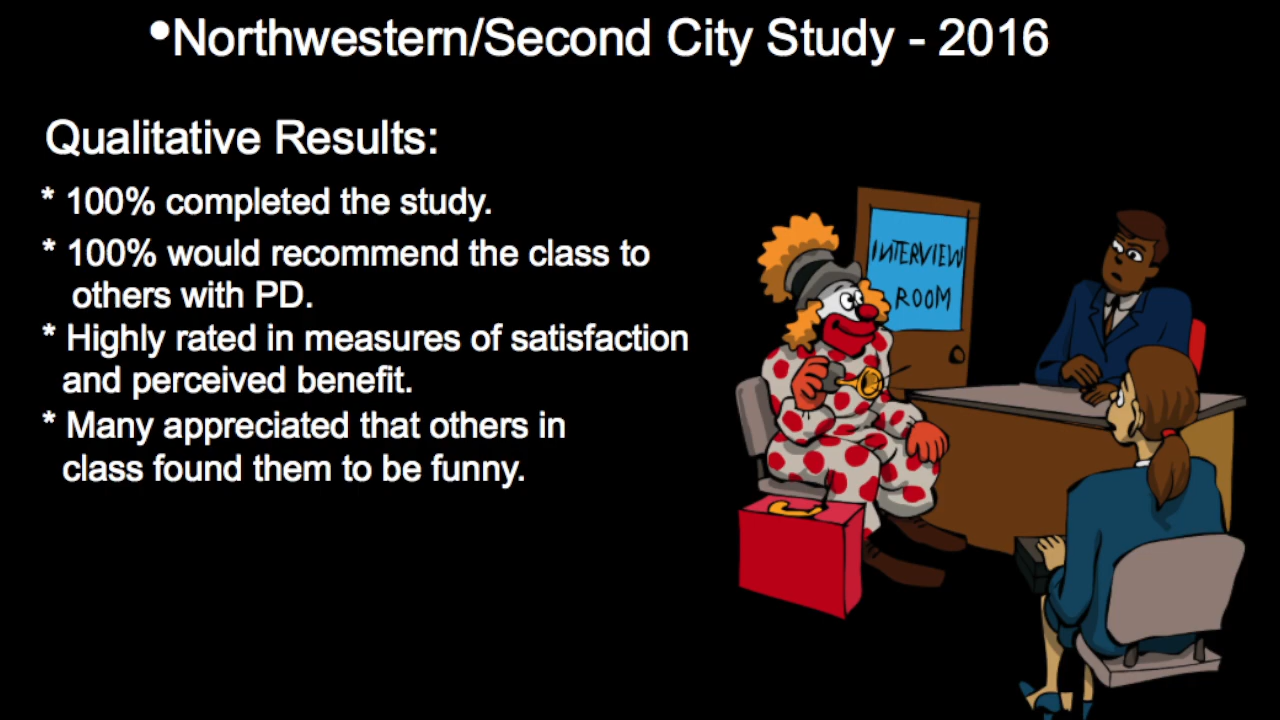 •Northwestern/Second City Study - 2016
Qualitative Results:
* 100% completed the study.
* 100% would recommend the class to
others with PD.
* Highly rated in measures of satisfaction
and perceived benefit.
* Many appreciated that others in
class found them to be funny.
INTERVIEW
ROOM